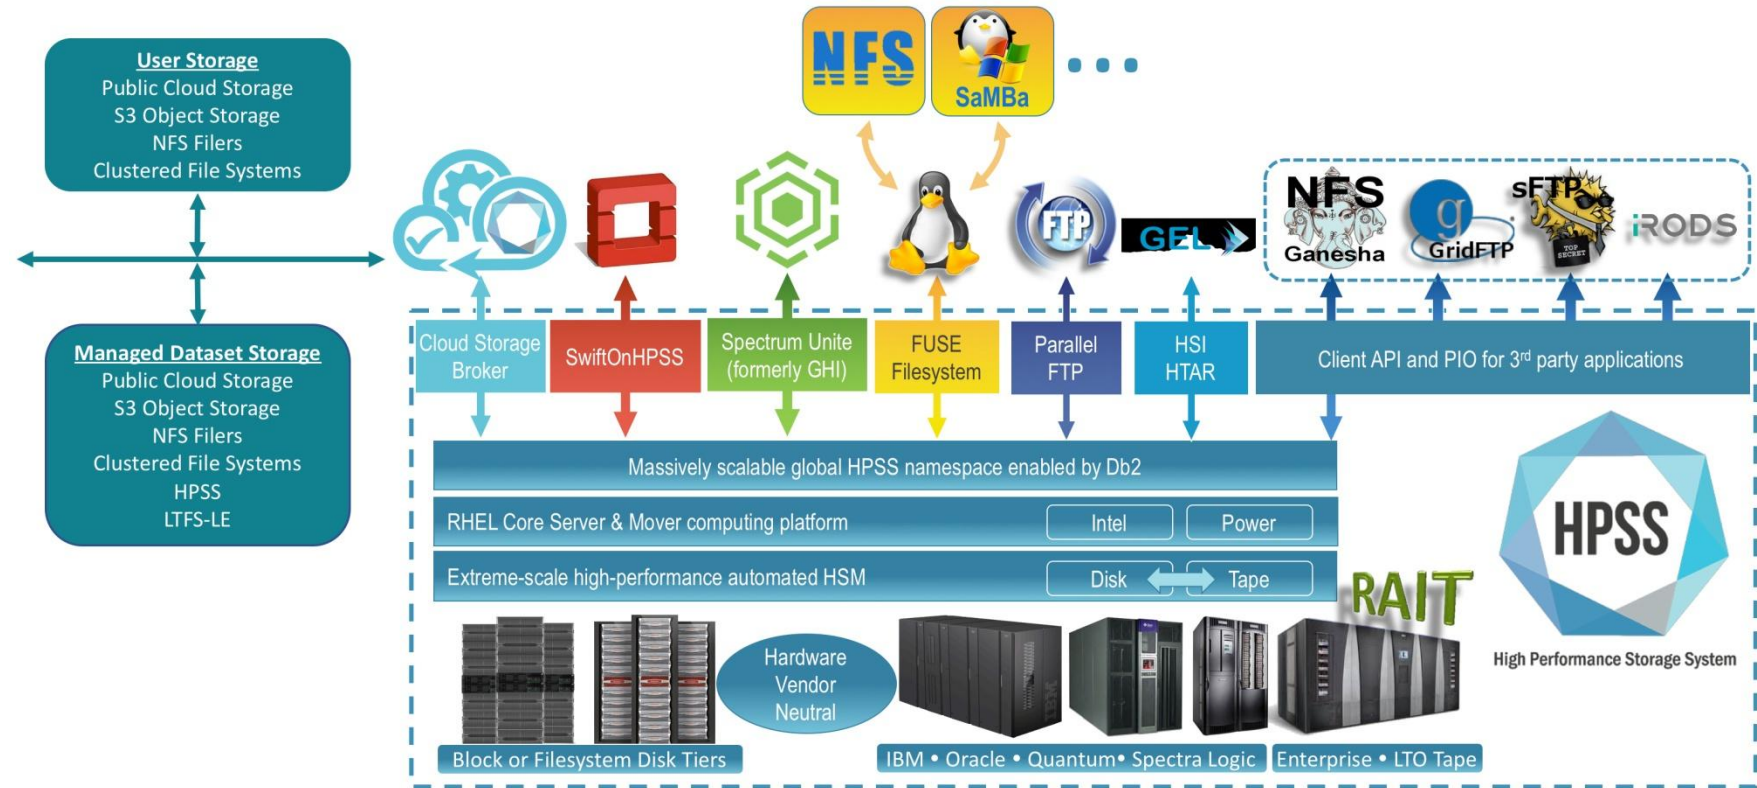 User Storage
Public Cloud Storage
S3 Object Storage
NFS Filers
Clustered File Systems
Managed Dataset Storage
Public Cloud Storage
S3 Object Storage
NFS Filers
Clustered File Systems
HPSS
LTFS-LE
NFS
SaMBa
FTP
GEL
NFS
Ganesha
g
GridFTP
sFTP
TOP
SECRET
iRODS
Cloud Storage
Broker
SwiftOnHPSS
Spectrum Unite
(formerly GHI)
FUSE
Filesystem
Parallel
FTP
HSI
HTAR
Client API and PIO for 3rd party applications
Massively scalable global HPSS namespace enabled by Db2
RHEL Core Server & Mover computing platform
Intel
Power
Extreme-scale high-performance automated HSM
Disk
Tape
RAIT
HPSS
High Performance Storage System
Hardware
Vendor
Neutral
IBM
Block or Filesystem Disk Tiers
IBM • Oracle • Quantum• Spectra Logic
Enterprise • LTO Tape